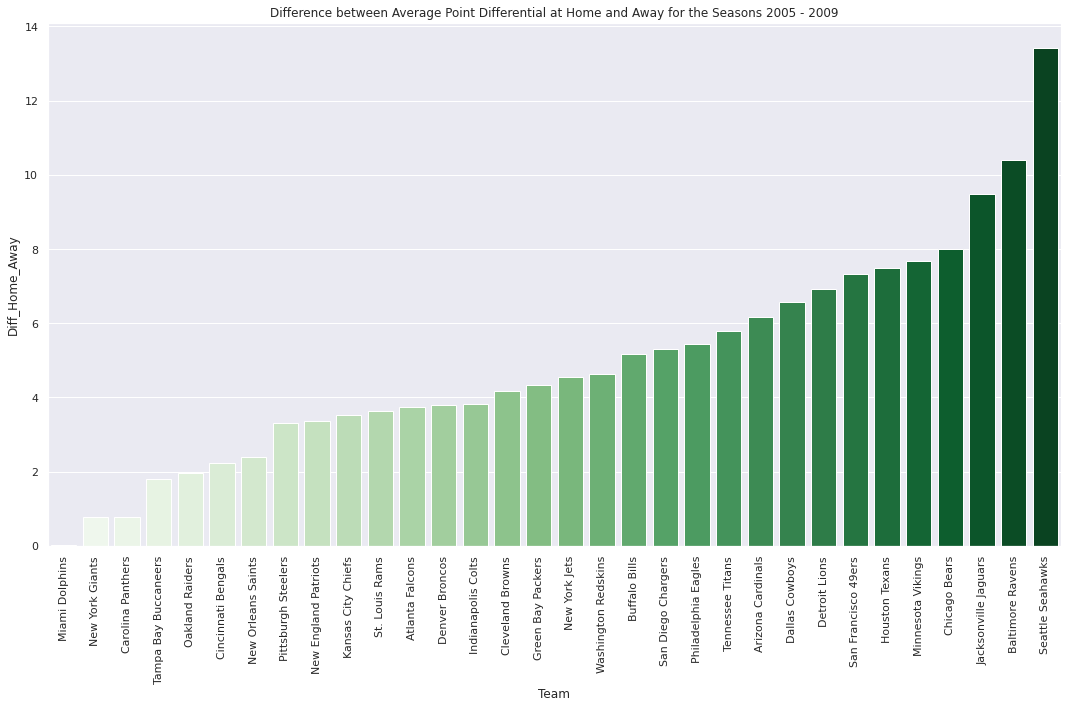 Difference between Average Point Differential at Home and Away for the Seasons 2005 - 2009
14
12
10
8
6
4
2
0
Diff_Home_Away
Miami Dolphins
New York Giants
Carolina Panthers
Tampa Bay Buccaneers
Oakland Raiders
Cincinnati Bengals
New Orleans Saints
Pittsburgh Steelers
New England Patriots
Kansas City Chiefs
St. Louis Rams
Atlanta Falcons
Denver Broncos
Indianapolis Colts
Cleveland Browns
Green Bay Packers
New York Jets
Washington Redskins
Buffalo Bills
San Diego Chargers
Philadelphia Eagles
Tennessee Titans
Arizona Cardinals
Dallas Cowboys
Detroit Lions
San Francisco 49ers
Houston Texans
Minnesota Vikings
Chicago Bears
Jacksonville Jaguars
Baltimore Ravens
Seattle Seahawks
Team